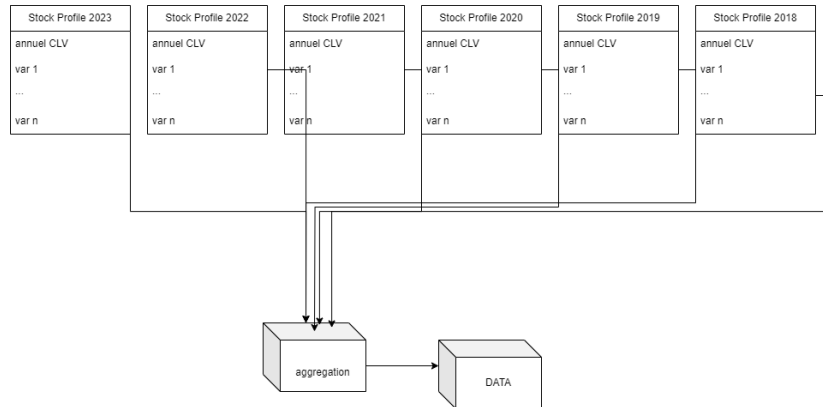 Stock Profile 2023
annuel CLV
var 1
...
var n
Stock Profile 2022
annuel CLV
var 1
...
var n
Stock Profile 2021
annuel CLV
var 1
...
var n
Stock Profile 2020
annuel CLV
var 1
...
var n
Stock Profile 2019
annuel CLV
var 1
...
var n
Stock Profile 2018
annuel CLV
var 1
...
var n
aggregation
DATA